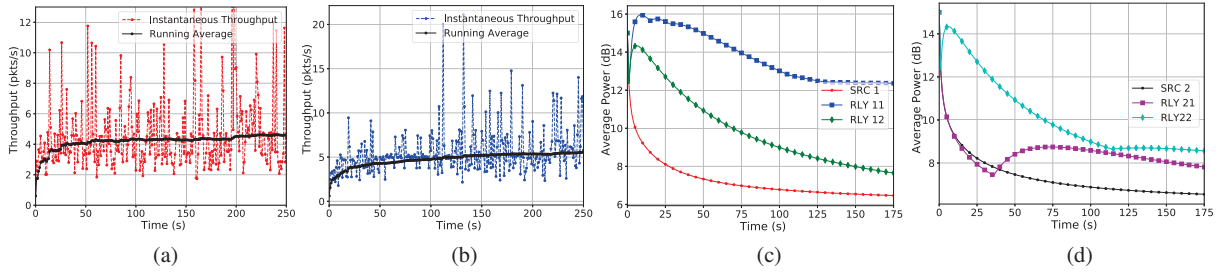 Throughput (pkts/s)
12
10
8
6
4
2
0
Instantaneous Throughput
Running Average
0 50 100 150 200 250
Time (s)
(a)
Throughput (pkts/s)
20
15
10
5
0
Instantaneous Throughput
Running Average
0 50 100 150 200 250
Time (s)
(b)
Average Power (dB)
16
14
12
10
8
6
SRC 1
RLY 11
RLY 12
0 25 50 75 100 125 150 175
Time (s)
(c)
Average Power (dB)
14
12
10
8
SRC 2
RLY 21
RLY22
0 25 50 75 100 125 150 175
Time (s)
(d)